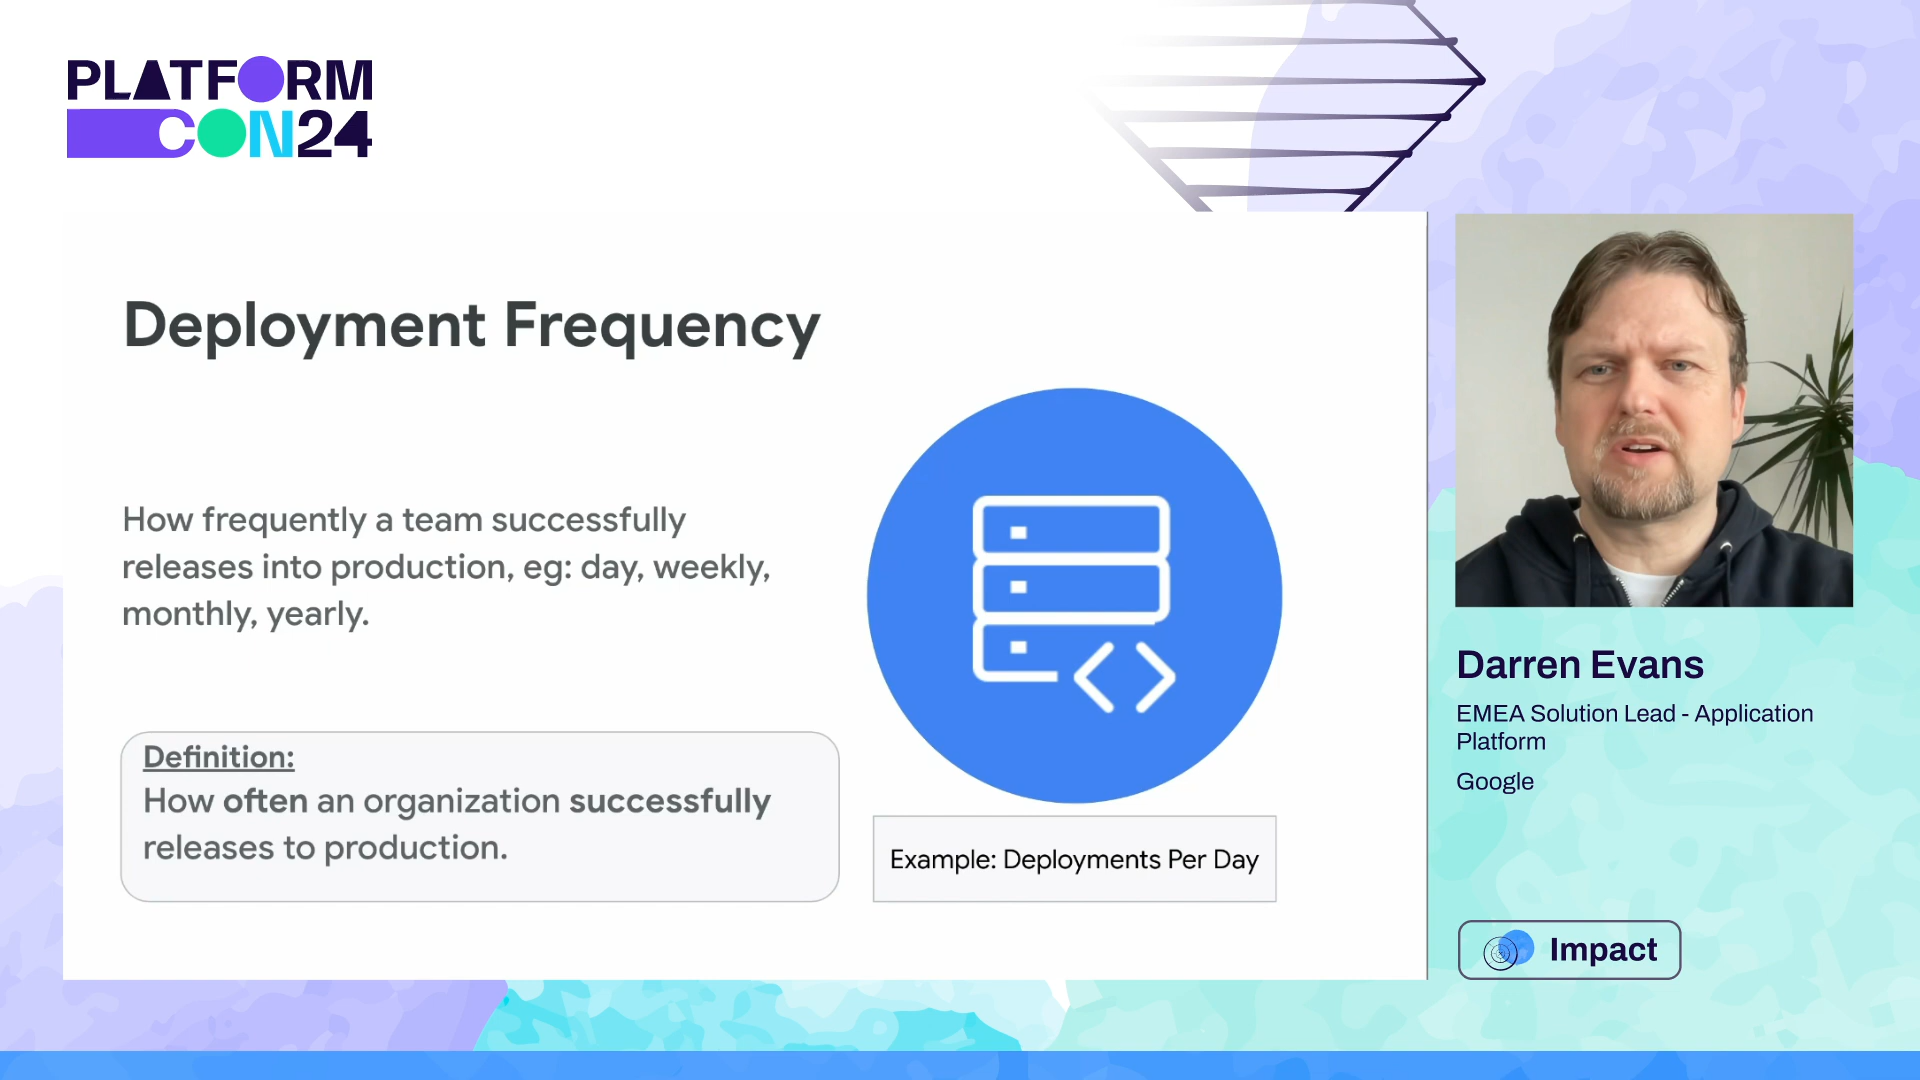 PLATFORM
CON24
Deployment Frequency
How frequently a team successfully
releases into production, eg: day, weekly,
monthly, yearly.
Definition:
How often an organization successfully
releases to production.
Example: Deployments Per Day
Darren Evans
EMEA Solution Lead - Application
Platform
Google
Impact